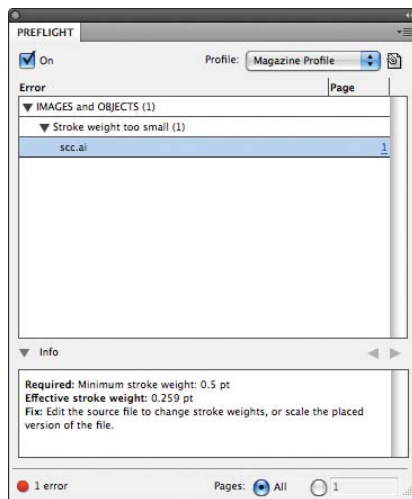 PREFLIGHT
On Profile: Magazine Profile
Error Page
IMAGES and OBJECTS (1)
Stroke weight too small (1)
scc.ai 1
Info
Required: Minimum stroke weight: 0.5 pt
Effective stroke weight: 0.259 pt
Fix: Edit the source file to change stroke weights, or scale the placed
version of the file.
1 error Pages: All 1